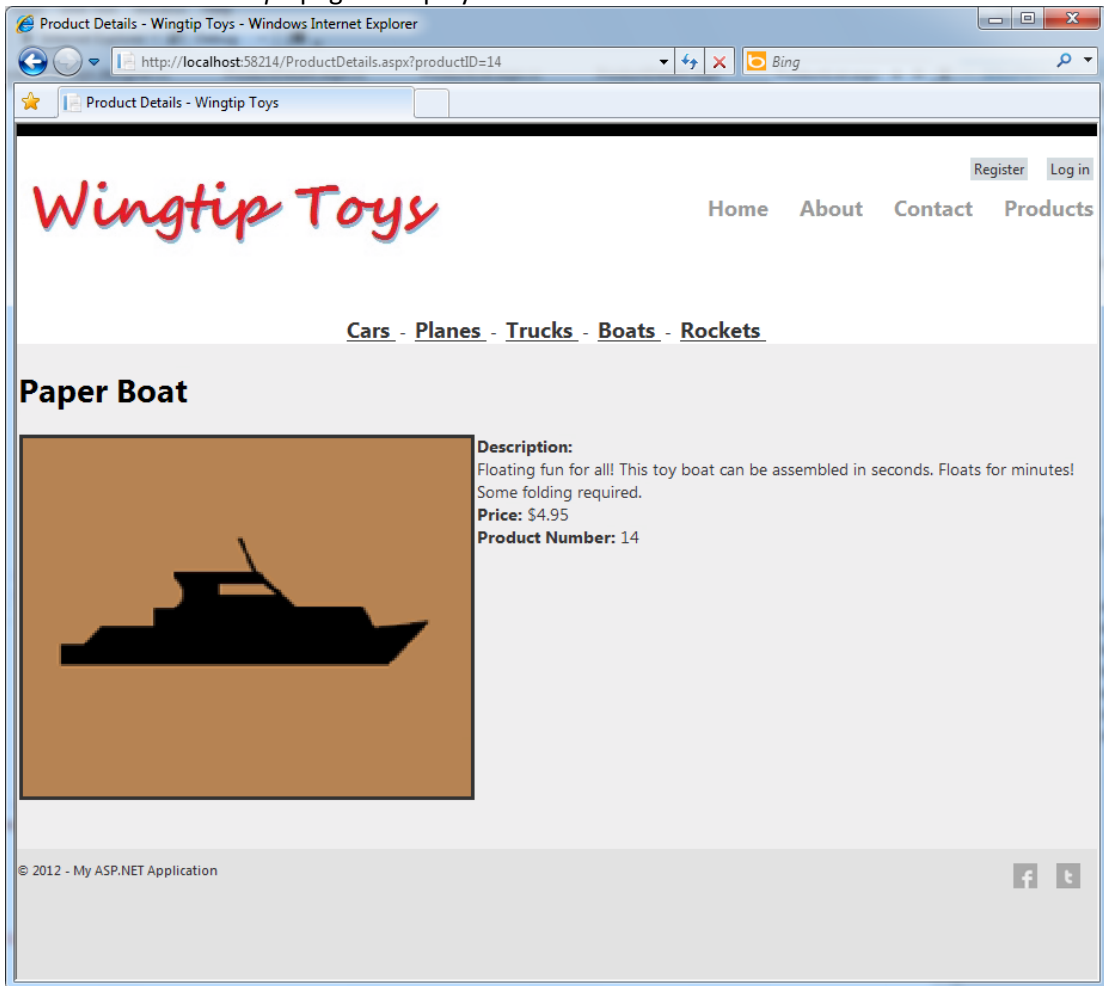 Product Details - Wingtip Toys - Windows Internet Explorer
http://localhost:58214/ProductDetails.aspx?productID=14
Bing
Product Details - Wingtip Toys
Register Log in
Wingtip Toys
Home About Contact Products
Cars - Planes - Trucks - Boats - Rockets
Paper Boat
Description:
Floating fun for all! This toy boat can be assembled in seconds. Floats for minutes!
Some folding required.
Price: $4.95
Product Number: 14
© 2012 - My ASP.NET Application
f t